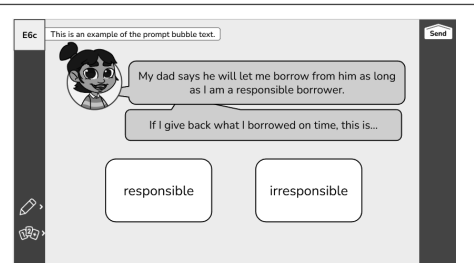 E6c
This is an example of the prompt bubble text.
Send
My dad says he will let me borrow from him as long
as I am a responsible borrower.
If I give back what I borrowed on time, this is...
responsible
irresponsible